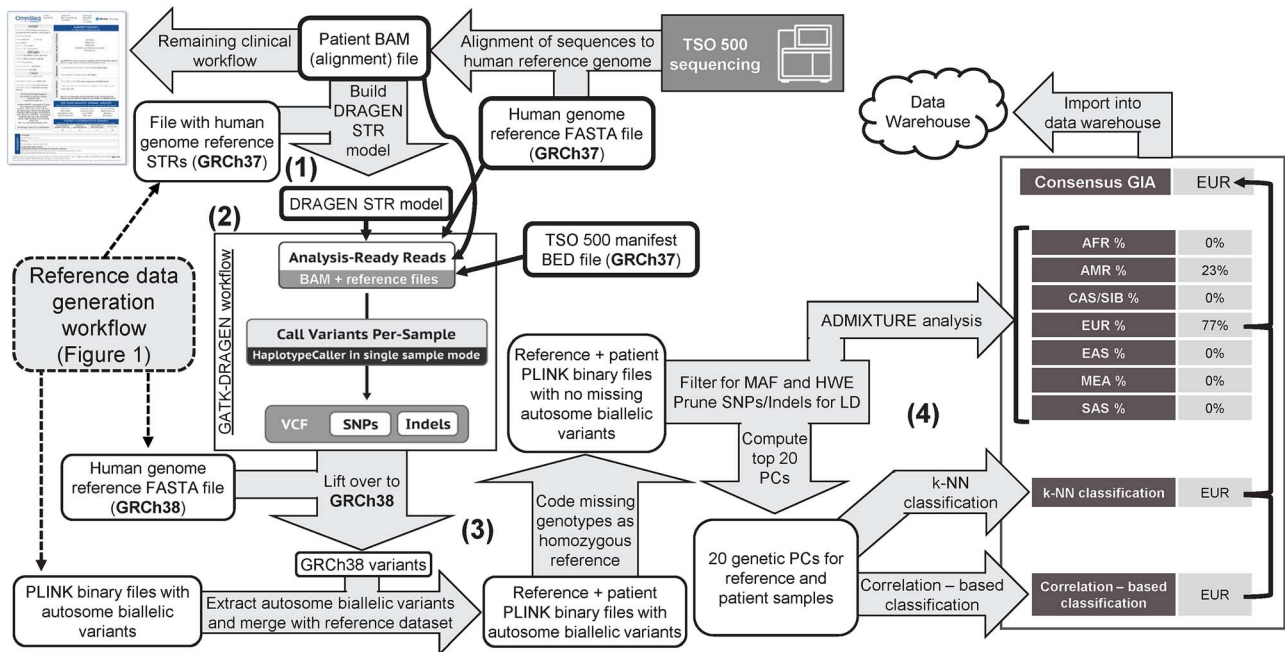 OmniSeq
Remaining clinical
workflow
Patient BAM
(alignment) file
Alignment of sequences to
human reference genome
TSO 500
sequencing
File with human
genome reference
STRs (GRCh37)
Build
DRAGEN
STR
model
Human genome
reference FASTA file
(GRCh37)
(1)
DRAGEN STR model
(2)
GATK-DRAGEN workflow
Analysis-Ready Reads
BAM + reference files
TSO 500 manifest
BED file (GRCh37)
Call Variants Per-Sample
HaplotypeCaller in single sample mode
VCF
SNPs
Indels
Reference data
generation
workflow
(Figure 1)
Human genome
reference FASTA file
(GRCh38)
Lift over to
GRCh38
(3)
GRCh38 variants
PLINK binary files with
autosome biallelic
variants
Extract autosome biallelic variants
and merge with reference dataset
Reference + patient
PLINK binary files with
autosome biallelic variants
Code missing
genotypes as
homozygous
reference
Reference + patient
PLINK binary files
with no missing
autosome biallelic
variants
Filter for MAF and HWE
Prune SNPs/Indels for LD
ADMIXTURE analysis
(4)
Compute
top 20
PCs
20 genetic PCs for
reference and
patient samples
k-NN
classification
Correlation – based
classification
Data
Warehouse
Import into
data warehouse
Consensus GIA EUR
AFR % 0%
AMR % 23%
CAS/SIB % 0%
EUR % 77%
EAS % 0%
MEA % 0%
SAS % 0%
k-NN classification EUR
Correlation – based
classification
EUR